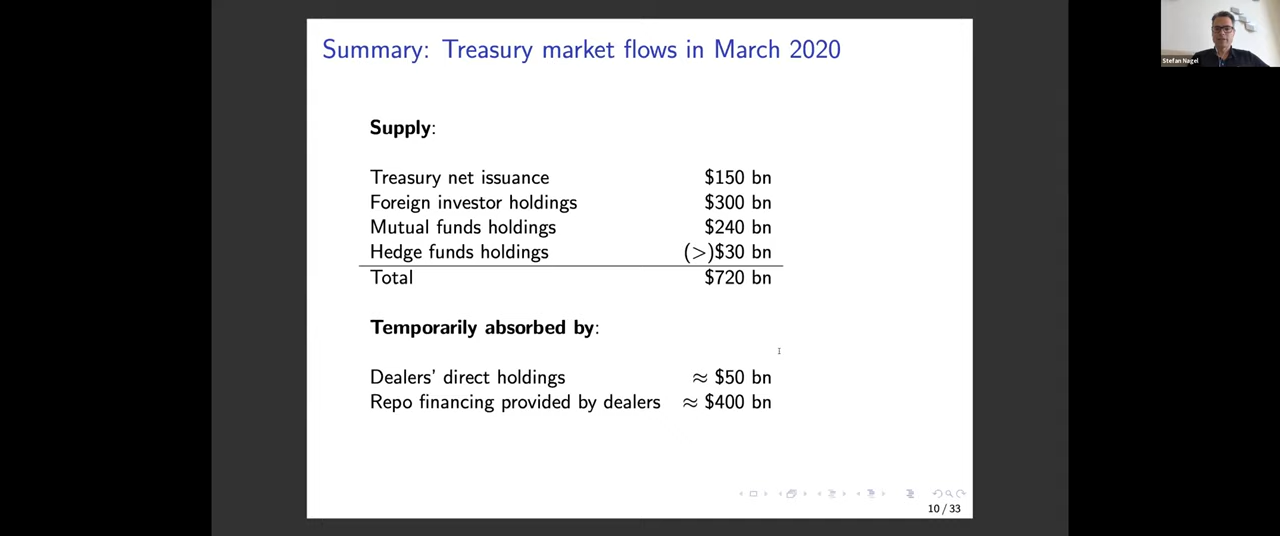 Summary: Treasury market flows in March 2020
Stefan Nagel
Supply:
Treasury net issuance $150 bn
Foreign investor holdings $300 bn
Mutual funds holdings $240 bn
Hedge funds holdings (>)$30 bn
Total $720 bn
Temporarily absorbed by:
Dealers' direct holdings ≈ $50 bn
Repo financing provided by dealers ≈ $400 bn
10 / 33